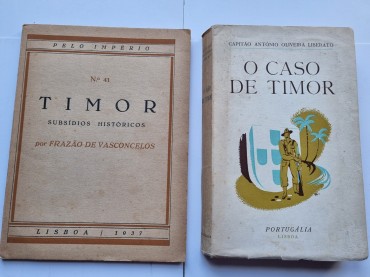 PELO IMPÉRIO
Nº 41
TIMOR
SUBSÍDIOS HISTÓRICOS
por FRAZÃO DE VASCONCELOS
LISBOA / 1937
CAPITÃO ANTÓNIO OLIVEIRA LIBERATO
O CASO
DE TIMOR
PORTUGÁLIA
LISBOA